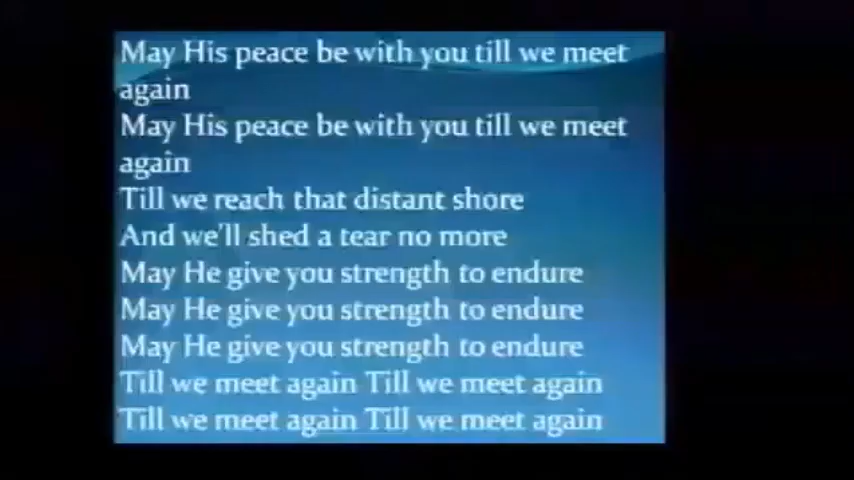 May His peace be with you till we meet
again
May His peace be with you till we meet
again
Till we reach that distant shore
And we'll shed a tear no more
May He give you strength to endure
May He give you strength to endure
May He give you strength to endure
Till we meet again Till we meet again
Till we meet again Till we meet again